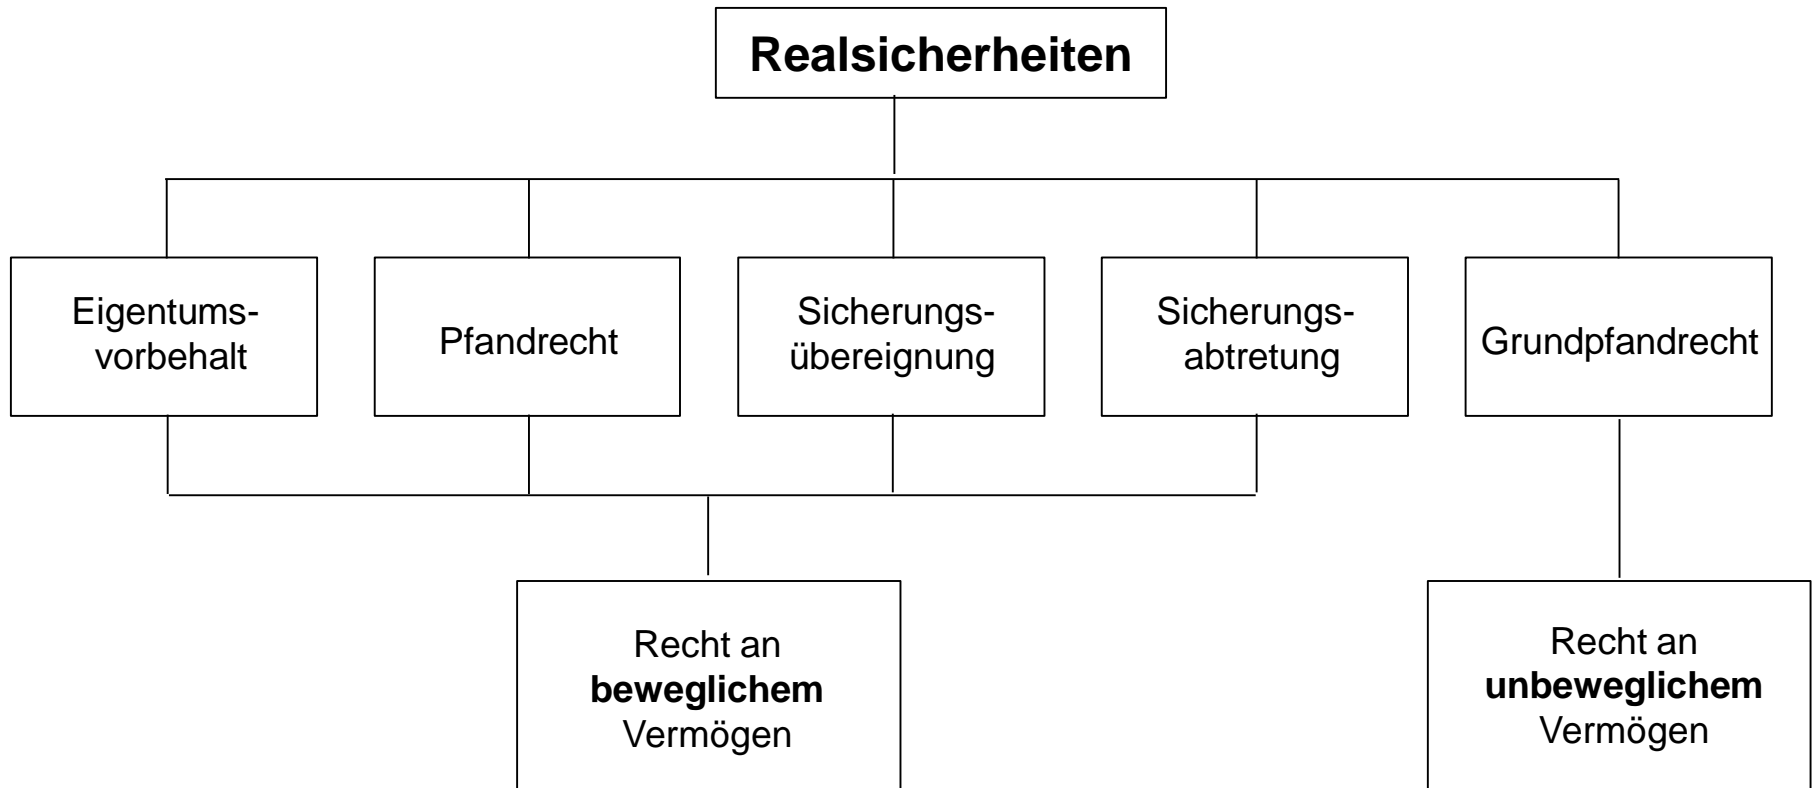 Realsicherheiten
Eigentums-
vorbehalt
Pfandrecht
Sicherungs-
übereignung
Sicherungs-
abtretung
Grundpfandrecht
Recht an
beweglichem
Vermögen
Recht an
unbeweglichem
Vermögen